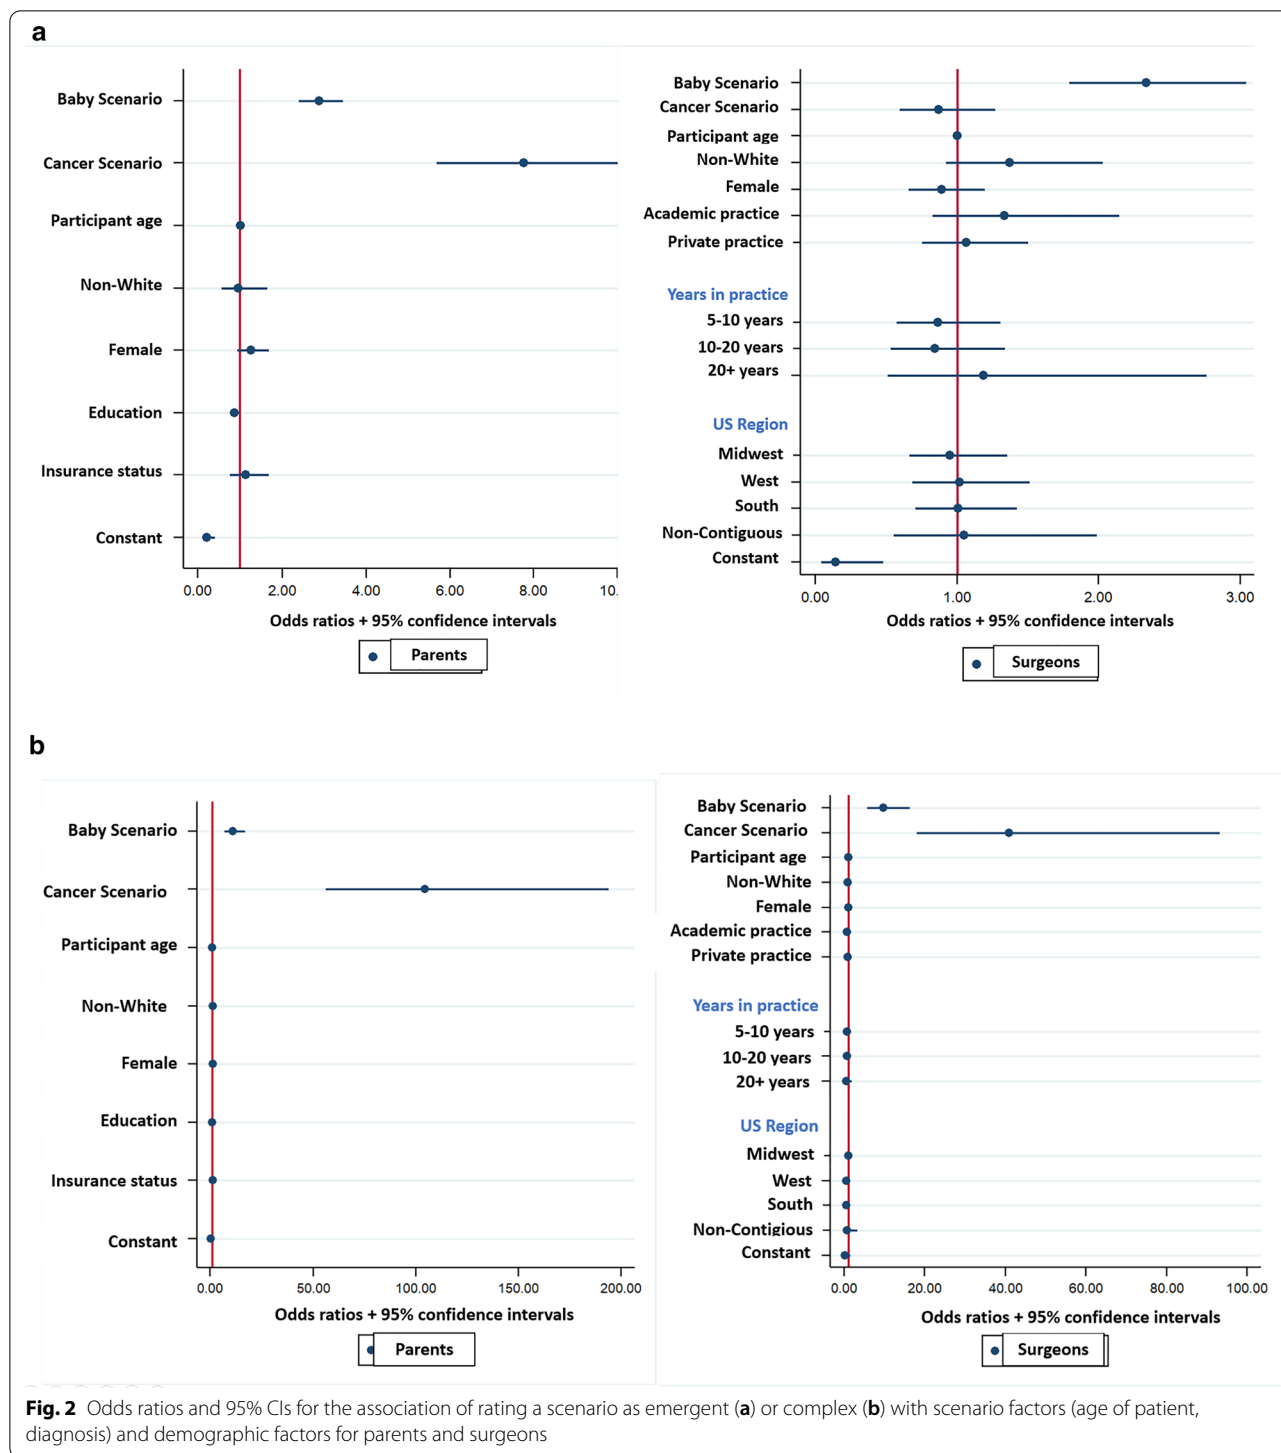 a
Baby Scenario
Cancer Scenario
Participant age
Non-White
Female
Education
Insurance status
Constant
0.00 2.00 4.00 6.00 8.00 10.
Odds ratios + 95% confidence intervals
Parents
Baby Scenario
Cancer Scenario
Participant age
Non-White
Female
Academic practice
Private practice
Years in practice
5-10 years
10-20 years
20+ years
US Region
Midwest
West
South
Non-Contiguous
Constant
0.00 1.00 2.00 3.00
Odds ratios + 95% confidence intervals
Surgeons
b
Baby Scenario
Cancer Scenario
Participant age
Non-White
Female
Education
Insurance status
Constant
0.00 50.00 100.00 150.00 200.00
Odds ratios + 95% confidence intervals
Parents
Baby Scenario
Cancer Scenario
Participant age
Non-White
Female
Academic practice
Private practice
Years in practice
5-10 years
10-20 years
20+ years
US Region
Midwest
West
South
Non-Contigious
Constant
0.00 20.00 40.00 60.00 80.00 100.00
Odds ratios + 95% confidence intervals
Surgeons
Fig. 2 Odds ratios and 95% CIs for the association of rating a scenario as emergent (a) or complex (b) with scenario factors (age of patient,
diagnosis) and demographic factors for parents and surgeons